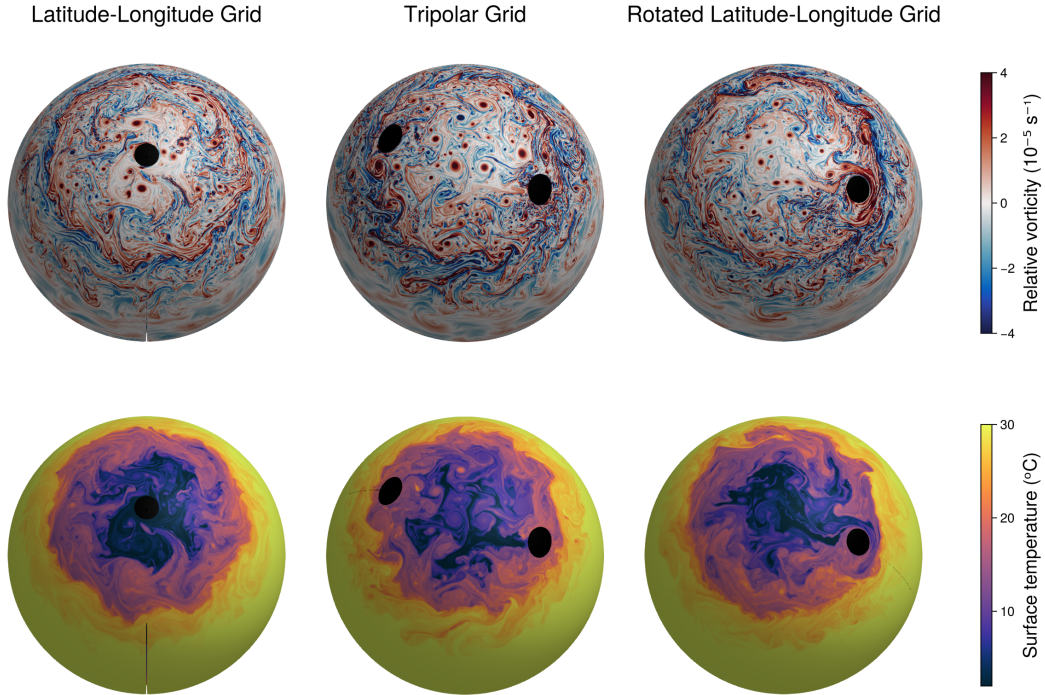 Latitude-Longitude Grid
Tripolar Grid
Rotated Latitude-Longitude Grid
4
2
0
−2
−4
Relative vorticity (10⁻⁵ s⁻¹)
30
20
10
Surface temperature (°C)